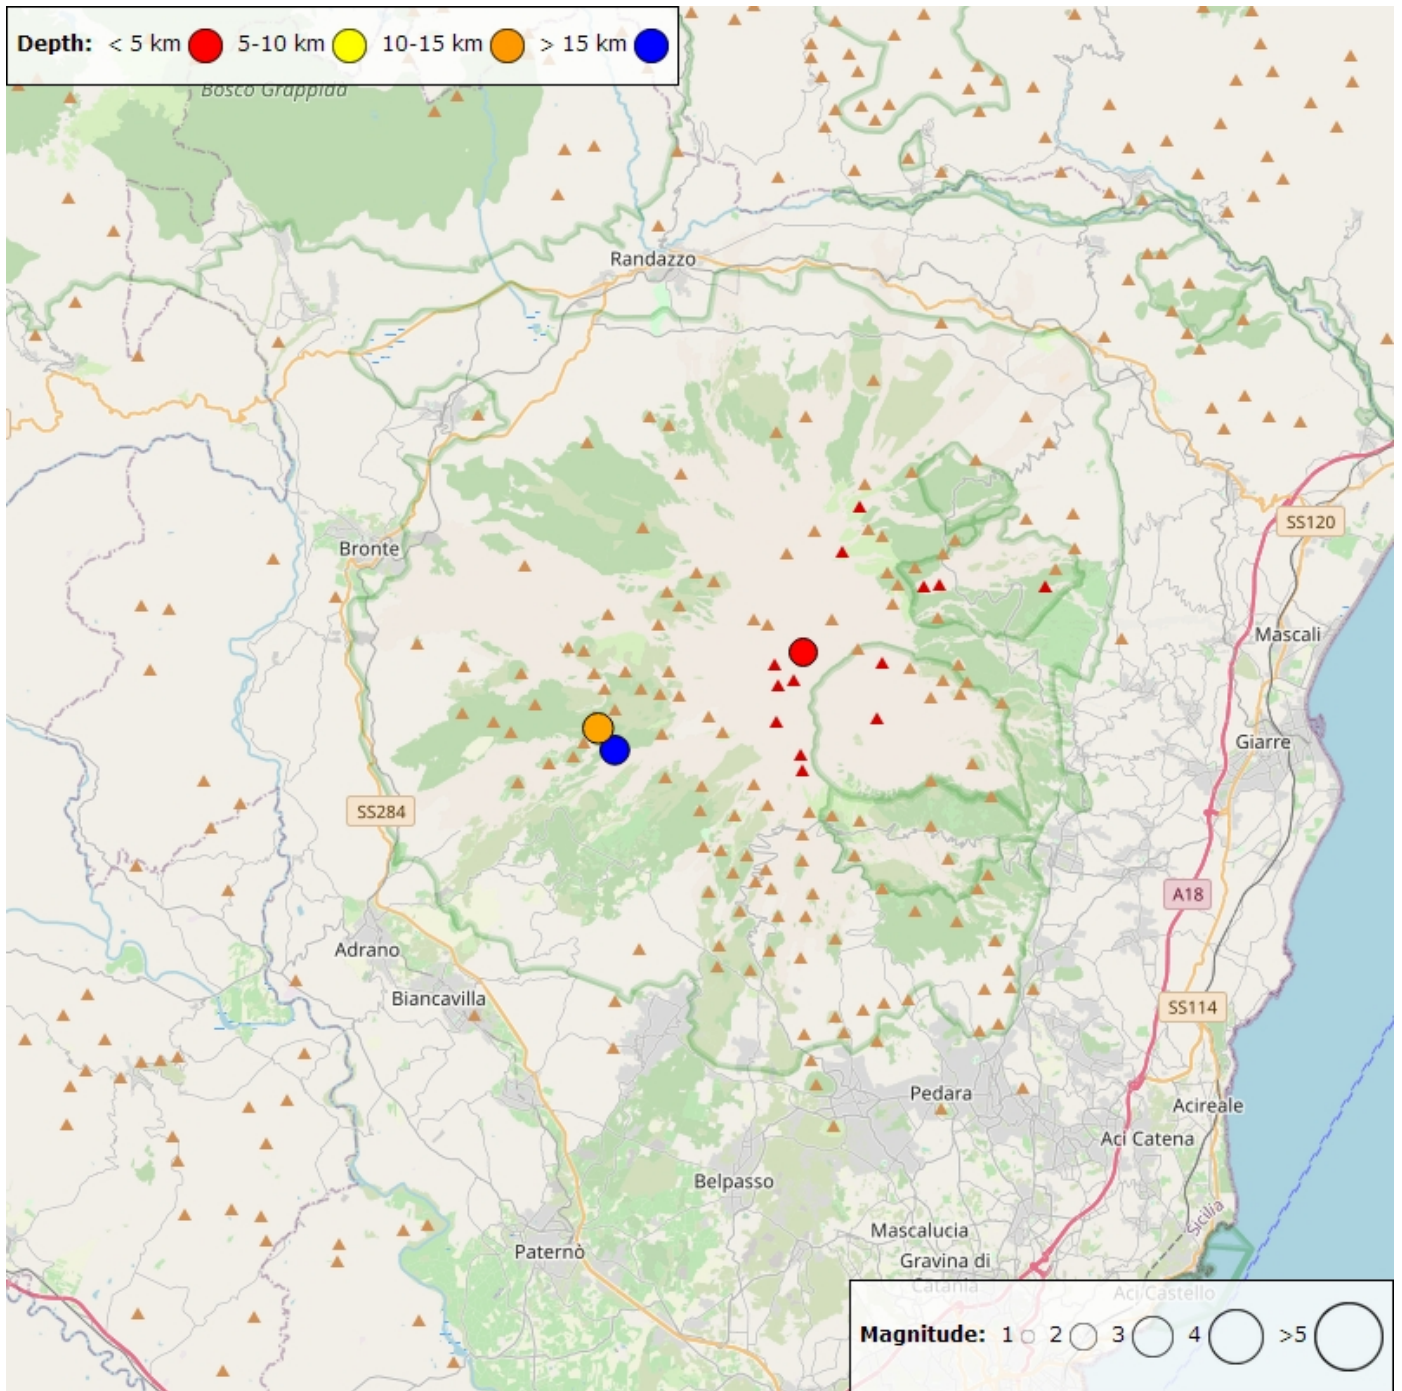 Depth: < 5 km 5-10 km 10-15 km > 15 km
Bosco Grappidà
Randazzo
SS120
Bronte
Mascali
Giarre
SS284
A18
Adrano
Biancavilla
SS114
Pedara
Acireale
Aci Catena
Belpasso
Sicilia
Mascalucia
Paternò
Gravina di
Catania
Aci Castello
Magnitude: 1 2 3 4 >5